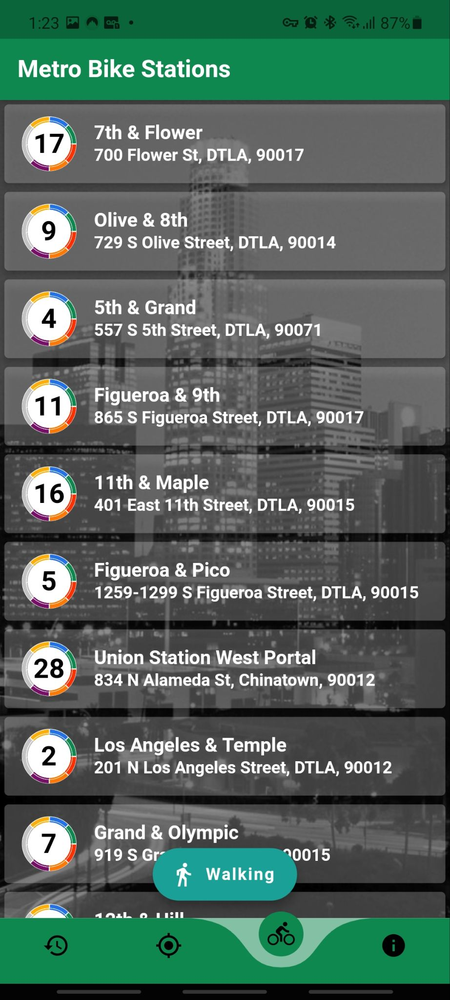 1:23 87%
Metro Bike Stations
17
7th & Flower
700 Flower St, DTLA, 90017
9
Olive & 8th
729 S Olive Street, DTLA, 90014
4
5th & Grand
557 S 5th Street, DTLA, 90071
11
Figueroa & 9th
865 S Figueroa Street, DTLA, 90017
16
11th & Maple
401 East 11th Street, DTLA, 90015
5
Figueroa & Pico
1259-1299 S Figueroa Street, DTLA, 90015
28
Union Station West Portal
834 N Alameda St, Chinatown, 90012
2
Los Angeles & Temple
201 N Los Angeles Street, DTLA, 90012
7
Grand & Olympic
919 S 90015
Walking
& Hill